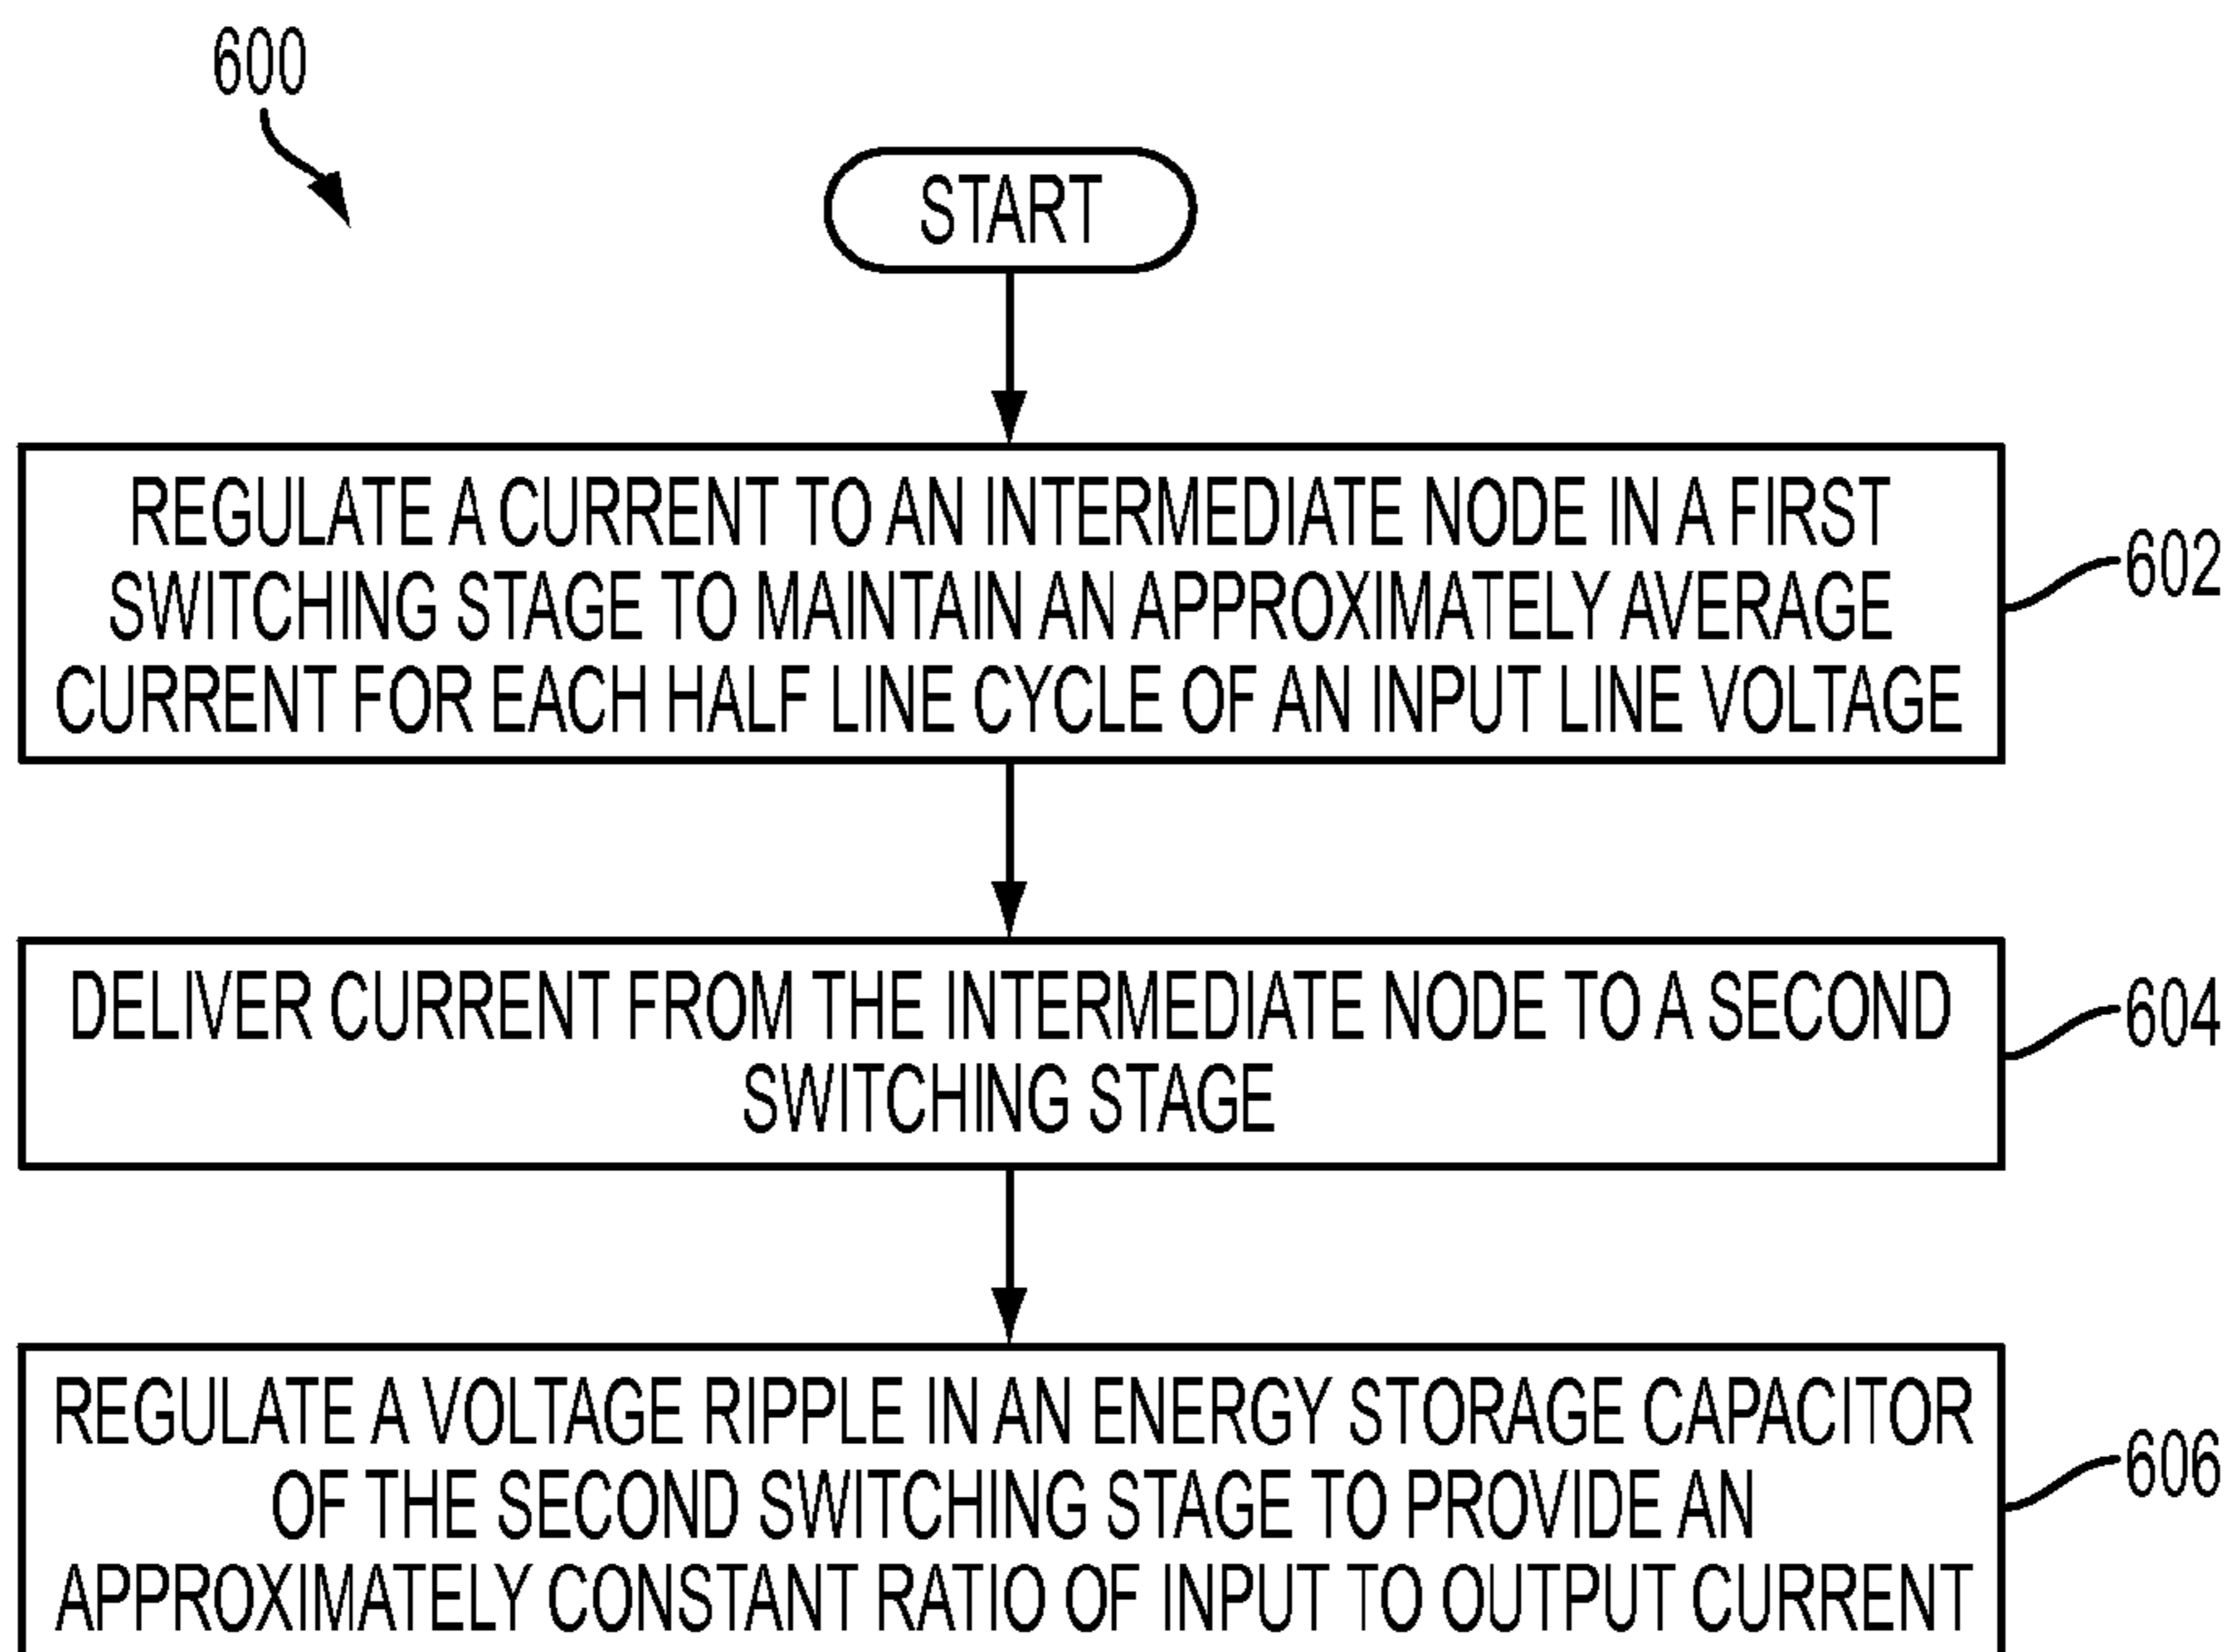 600
START
REGULATE A CURRENT TO AN INTERMEDIATE NODE IN A FIRST
SWITCHING STAGE TO MAINTAIN AN APPROXIMATELY AVERAGE
CURRENT FOR EACH HALF LINE CYCLE OF AN INPUT LINE VOLTAGE
602
DELIVER CURRENT FROM THE INTERMEDIATE NODE TO A SECOND
SWITCHING STAGE
604
REGULATE A VOLTAGE RIPPLE IN AN ENERGY STORAGE CAPACITOR
OF THE SECOND SWITCHING STAGE TO PROVIDE AN
APPROXIMATELY CONSTANT RATIO OF INPUT TO OUTPUT CURRENT
606